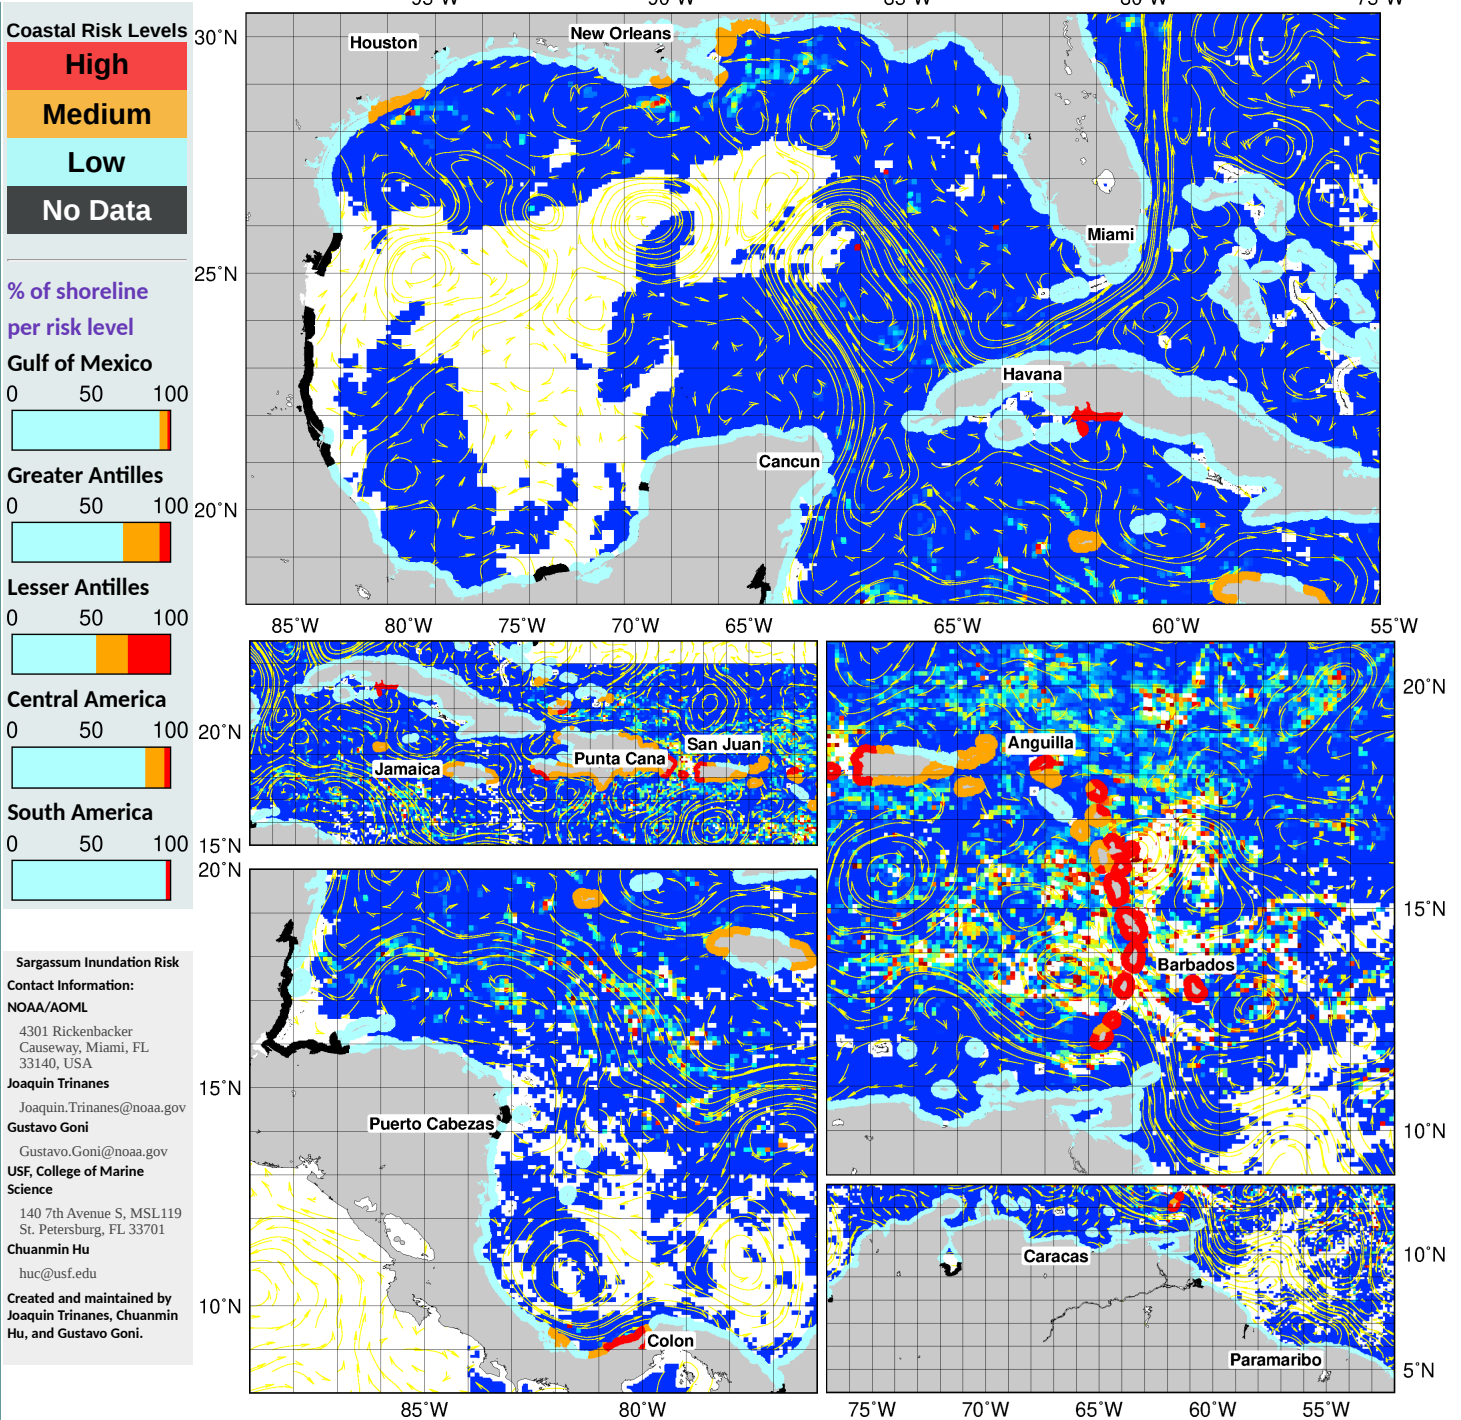 Coastal Risk Levels
High
Medium
Low
No Data
% of shoreline
per risk level
Gulf of Mexico
0 50 100
Greater Antilles
0 50 100
Lesser Antilles
0 50 100
Central America
0 50 100
South America
0 50 100
Sargassum Inundation Risk
Contact Information:
NOAA/AOML
4301 Rickenbacker
Causeway, Miami, FL
33140, USA
Joaquin Trinanes
Joaquin.Trinanes@noaa.gov
Gustavo Goni
Gustavo.Goni@noaa.gov
USF, College of Marine
Science
140 7th Avenue S, MSL119
St. Petersburg, FL 33701
Chuanmin Hu
huc@usf.edu
Created and maintained by
Joaquin Trinanes, Chuanmin
Hu, and Gustavo Goni.
95˚W 90˚W 85˚W 80˚W 75˚W
30˚N
25˚N
20˚N
Houston
New Orleans
Miami
Havana
Cancun
85˚W 80˚W 75˚W 70˚W 65˚W
20˚N
15˚N
San Juan
Punta Cana
Jamaica
65˚W 60˚W 55˚W
20˚N
15˚N
10˚N
Anguilla
Barbados
20˚N
15˚N
10˚N
Puerto Cabezas
Colon
85˚W 80˚W
Caracas
Paramaribo
10˚N
5˚N
75˚W 70˚W 65˚W 60˚W 55˚W